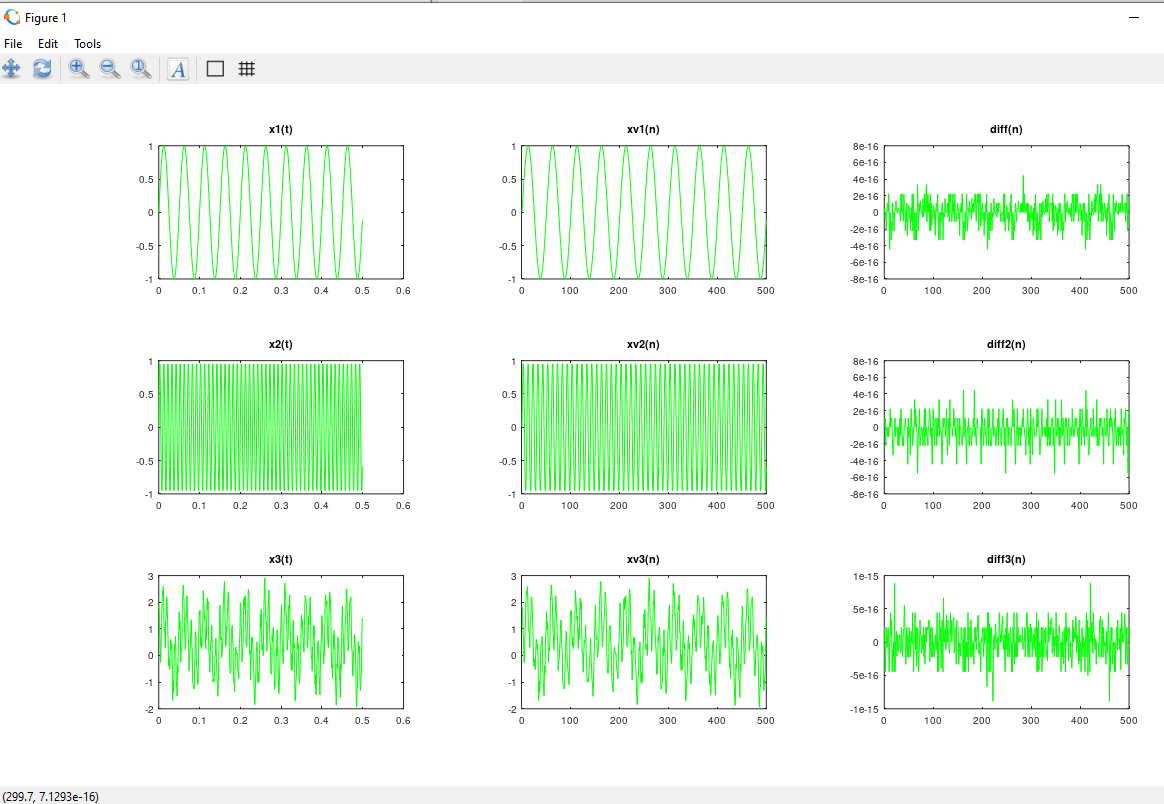 Figure 1
File Edit Tools
A
x1(t)
1
0.5
0
-0.5
-1
0 0.1 0.2 0.3 0.4 0.5 0.6
xv1(n)
1
0.5
0
-0.5
-1
0 100 200 300 400 500
diff(n)
8e-16
6e-16
4e-16
2e-16
0
-2e-16
-4e-16
-6e-16
-8e-16
0 100 200 300 400 500
x2(t)
1
0.5
0
-0.5
-1
0 0.1 0.2 0.3 0.4 0.5 0.6
xv2(n)
1
0.5
0
-0.5
-1
0 100 200 300 400 500
diff2(n)
8e-16
6e-16
4e-16
2e-16
0
-2e-16
-4e-16
-6e-16
-8e-16
0 100 200 300 400 500
x3(t)
3
2
1
0
-1
-2
0 0.1 0.2 0.3 0.4 0.5 0.6
xv3(n)
3
2
1
0
-1
-2
0 100 200 300 400 500
diff3(n)
1e-15
5e-16
0
-5e-16
-1e-15
0 100 200 300 400 500
(299.7, 7.1293e-16)